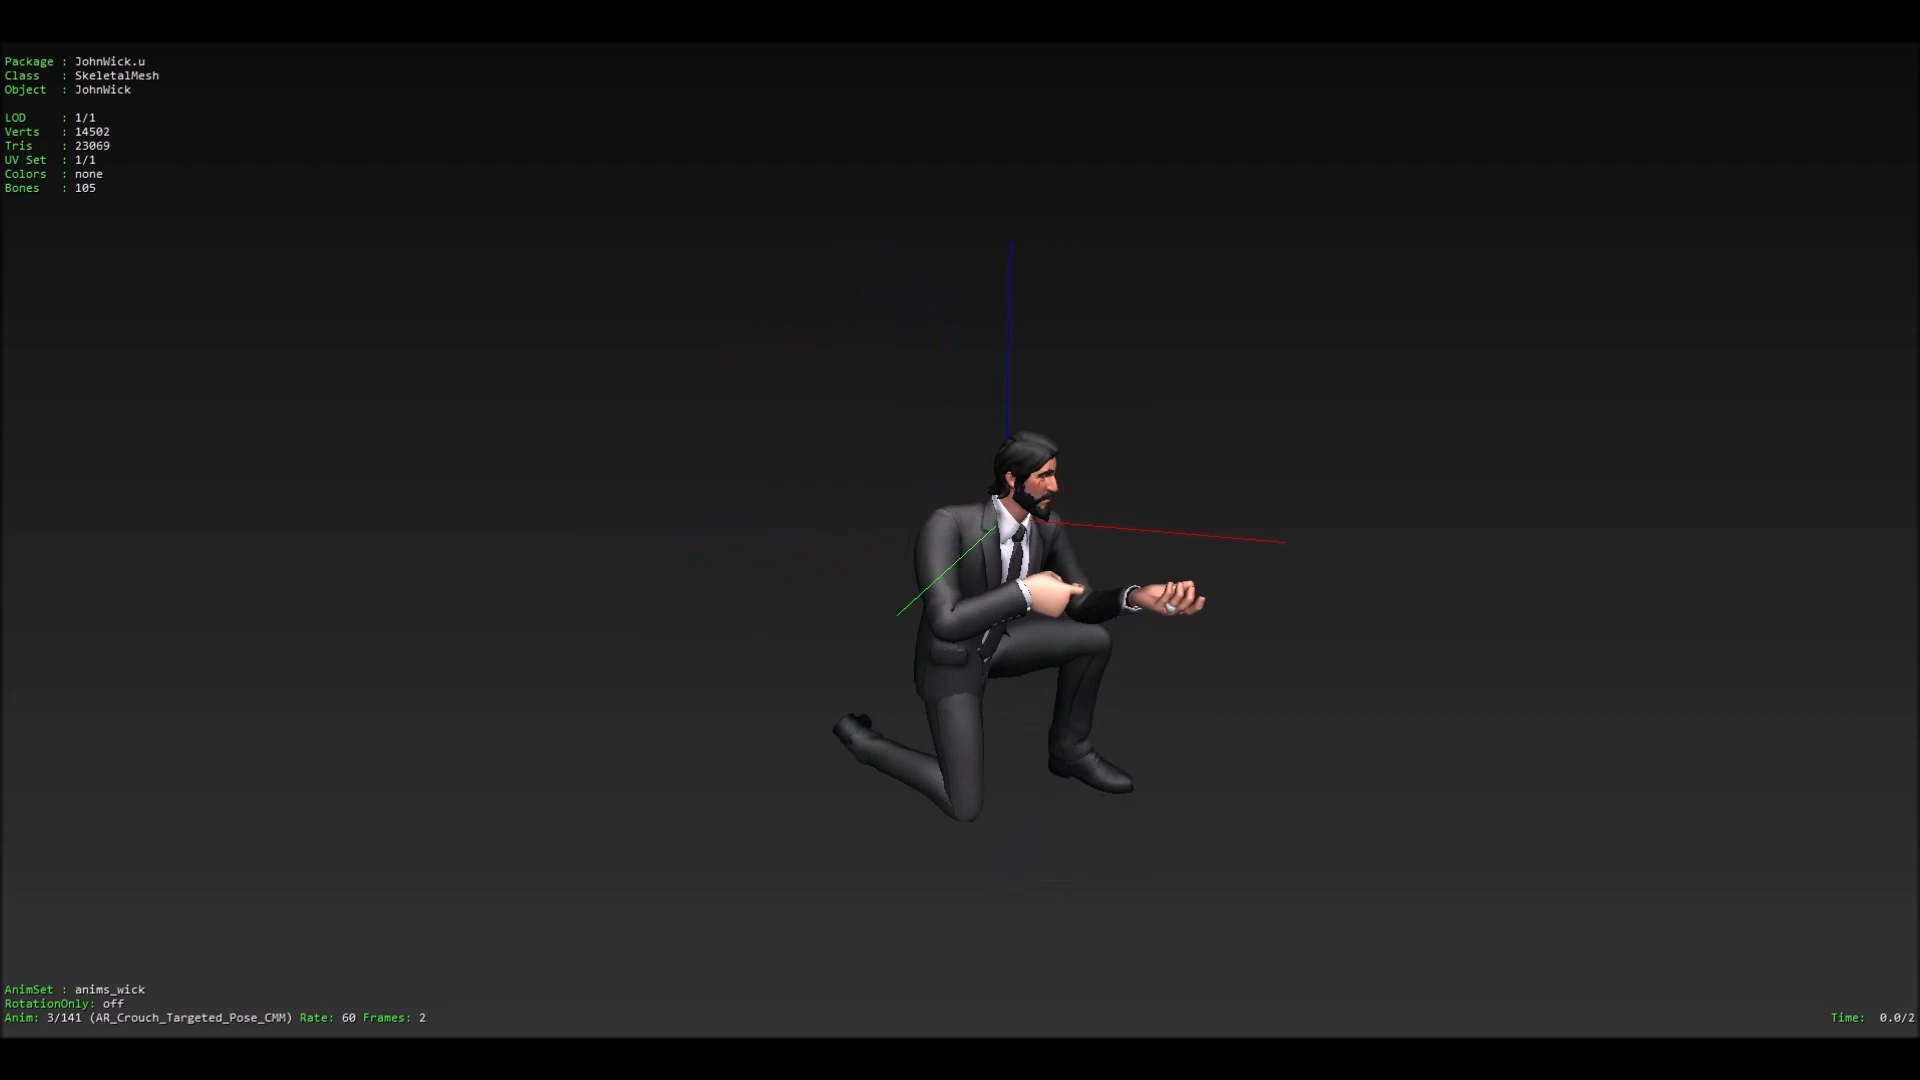 Package : JohnWick.u
Class : SkeletalMesh
Object : JohnWick
LOD : 1/1
Verts : 14502
Tris : 23069
UV Set : 1/1
Colors : none
Bones : 105
AnimSet : anims_wick
RotationOnly: off
Anim: 3/141 (AR_Crouch_Targeted_Pose_CMM) Rate: 60 Frames: 2
Time: 0.0/2